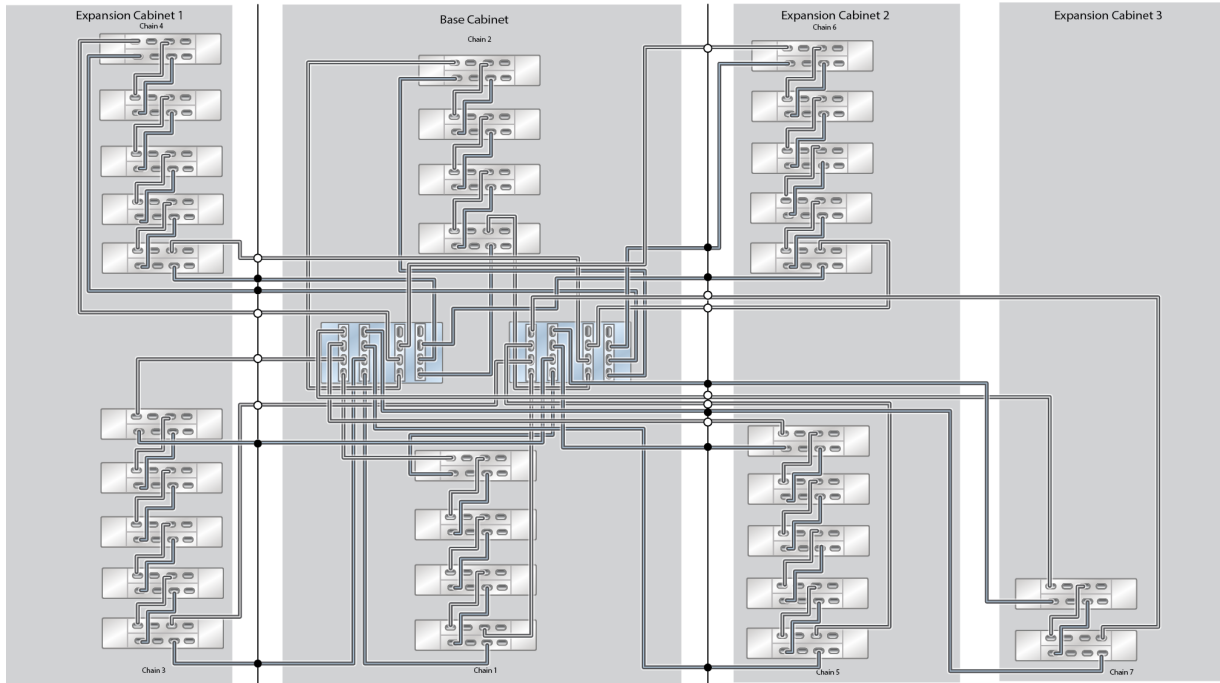 Expansion Cabinet 1
Chain 4
Base Cabinet
Chain 2
Expansion Cabinet 2
Chain 6
Expansion Cabinet 3
Chain 3
Chain 1
Chain 5
Chain 7